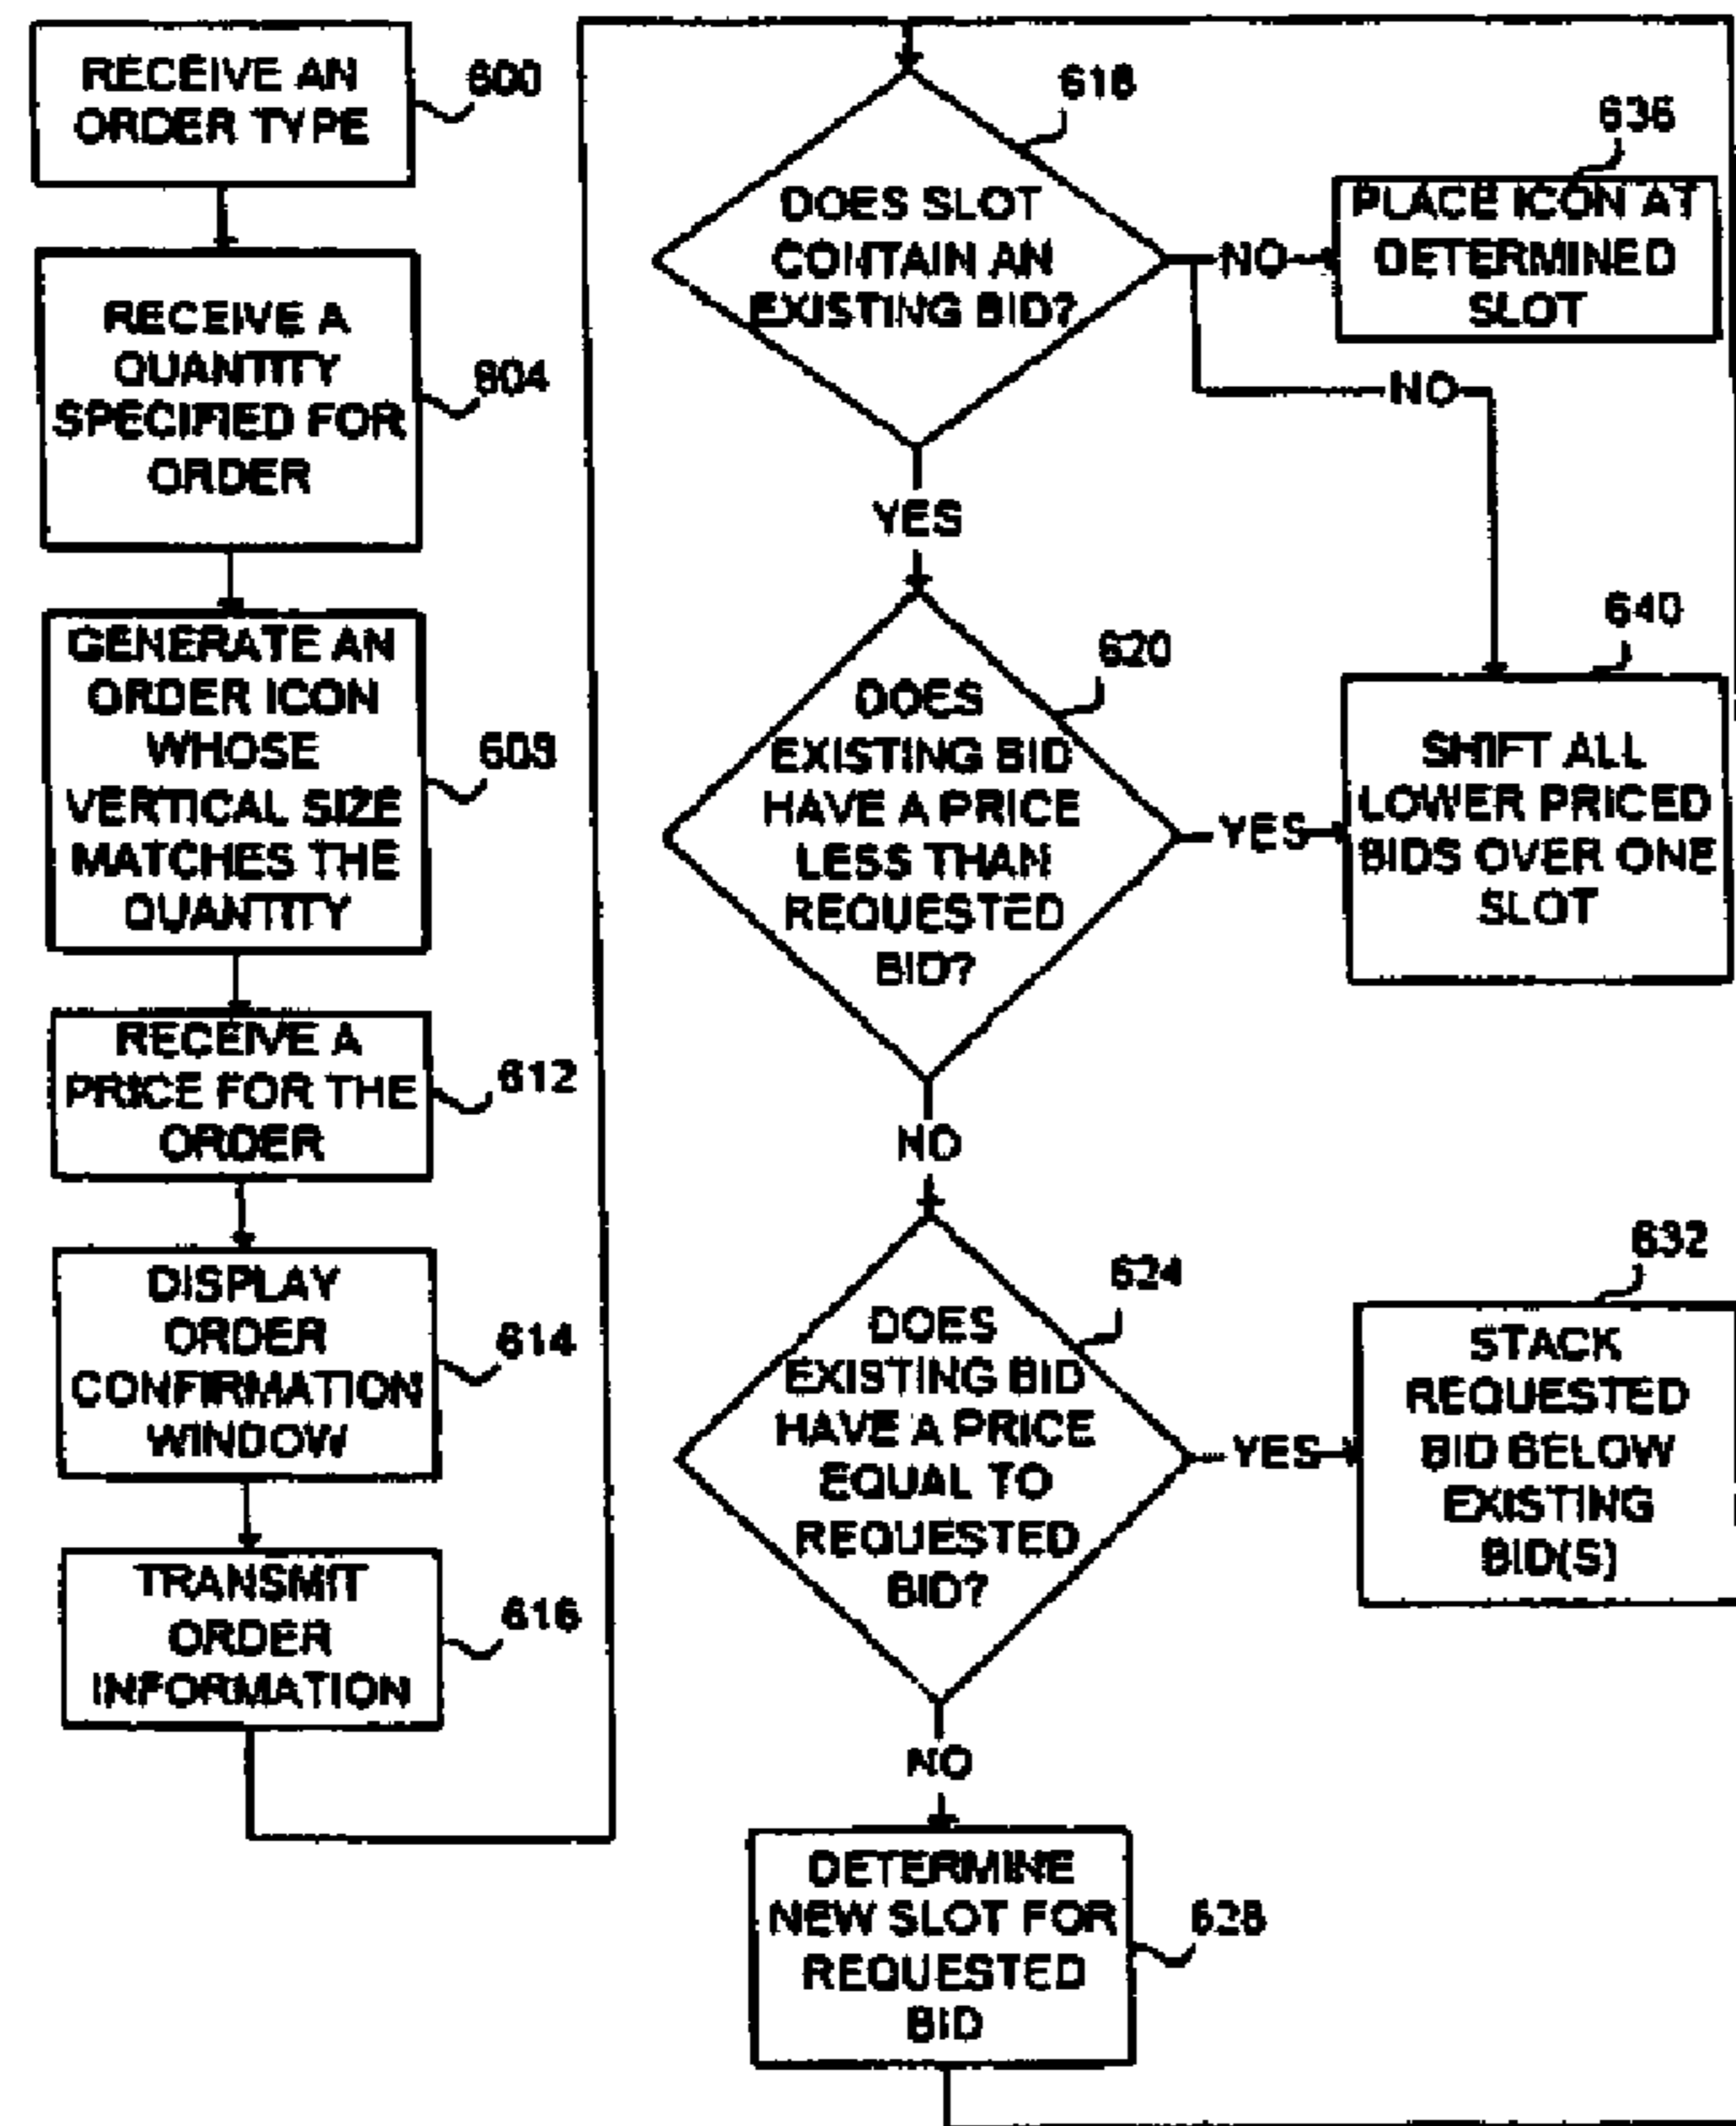 RECEIVE AN
ORDER TYPE
600
RECEIVE A
QUANTITY
SPECIFIED FOR
ORDER
604
GENERATE AN
ORDER ICON
WHOSE
VERTICAL SIZE
MATCHES THE
QUANTITY
608
RECEIVE A
PRICE FOR THE
ORDER
612
DISPLAY
ORDER
CONFIRMATION
WINDOW
614
TRANSMIT
ORDER
INFORMATION
616
618
DOES SLOT
CONTAIN AN
EXISTING BID?
NO
636
PLACE ICON AT
DETERMINED
SLOT
NO
YES
620
DOES
EXISTING BID
HAVE A PRICE
LESS THAN
REQUESTED
BID?
YES
640
SHIFT ALL
LOWER PRICED
BIDS OVER ONE
SLOT
NO
624
DOES
EXISTING BID
HAVE A PRICE
EQUAL TO
REQUESTED
BID?
YES
632
STACK
REQUESTED
BID BELOW
EXISTING
BID(S)
NO
DETERMINE
NEW SLOT FOR
REQUESTED
BID
628